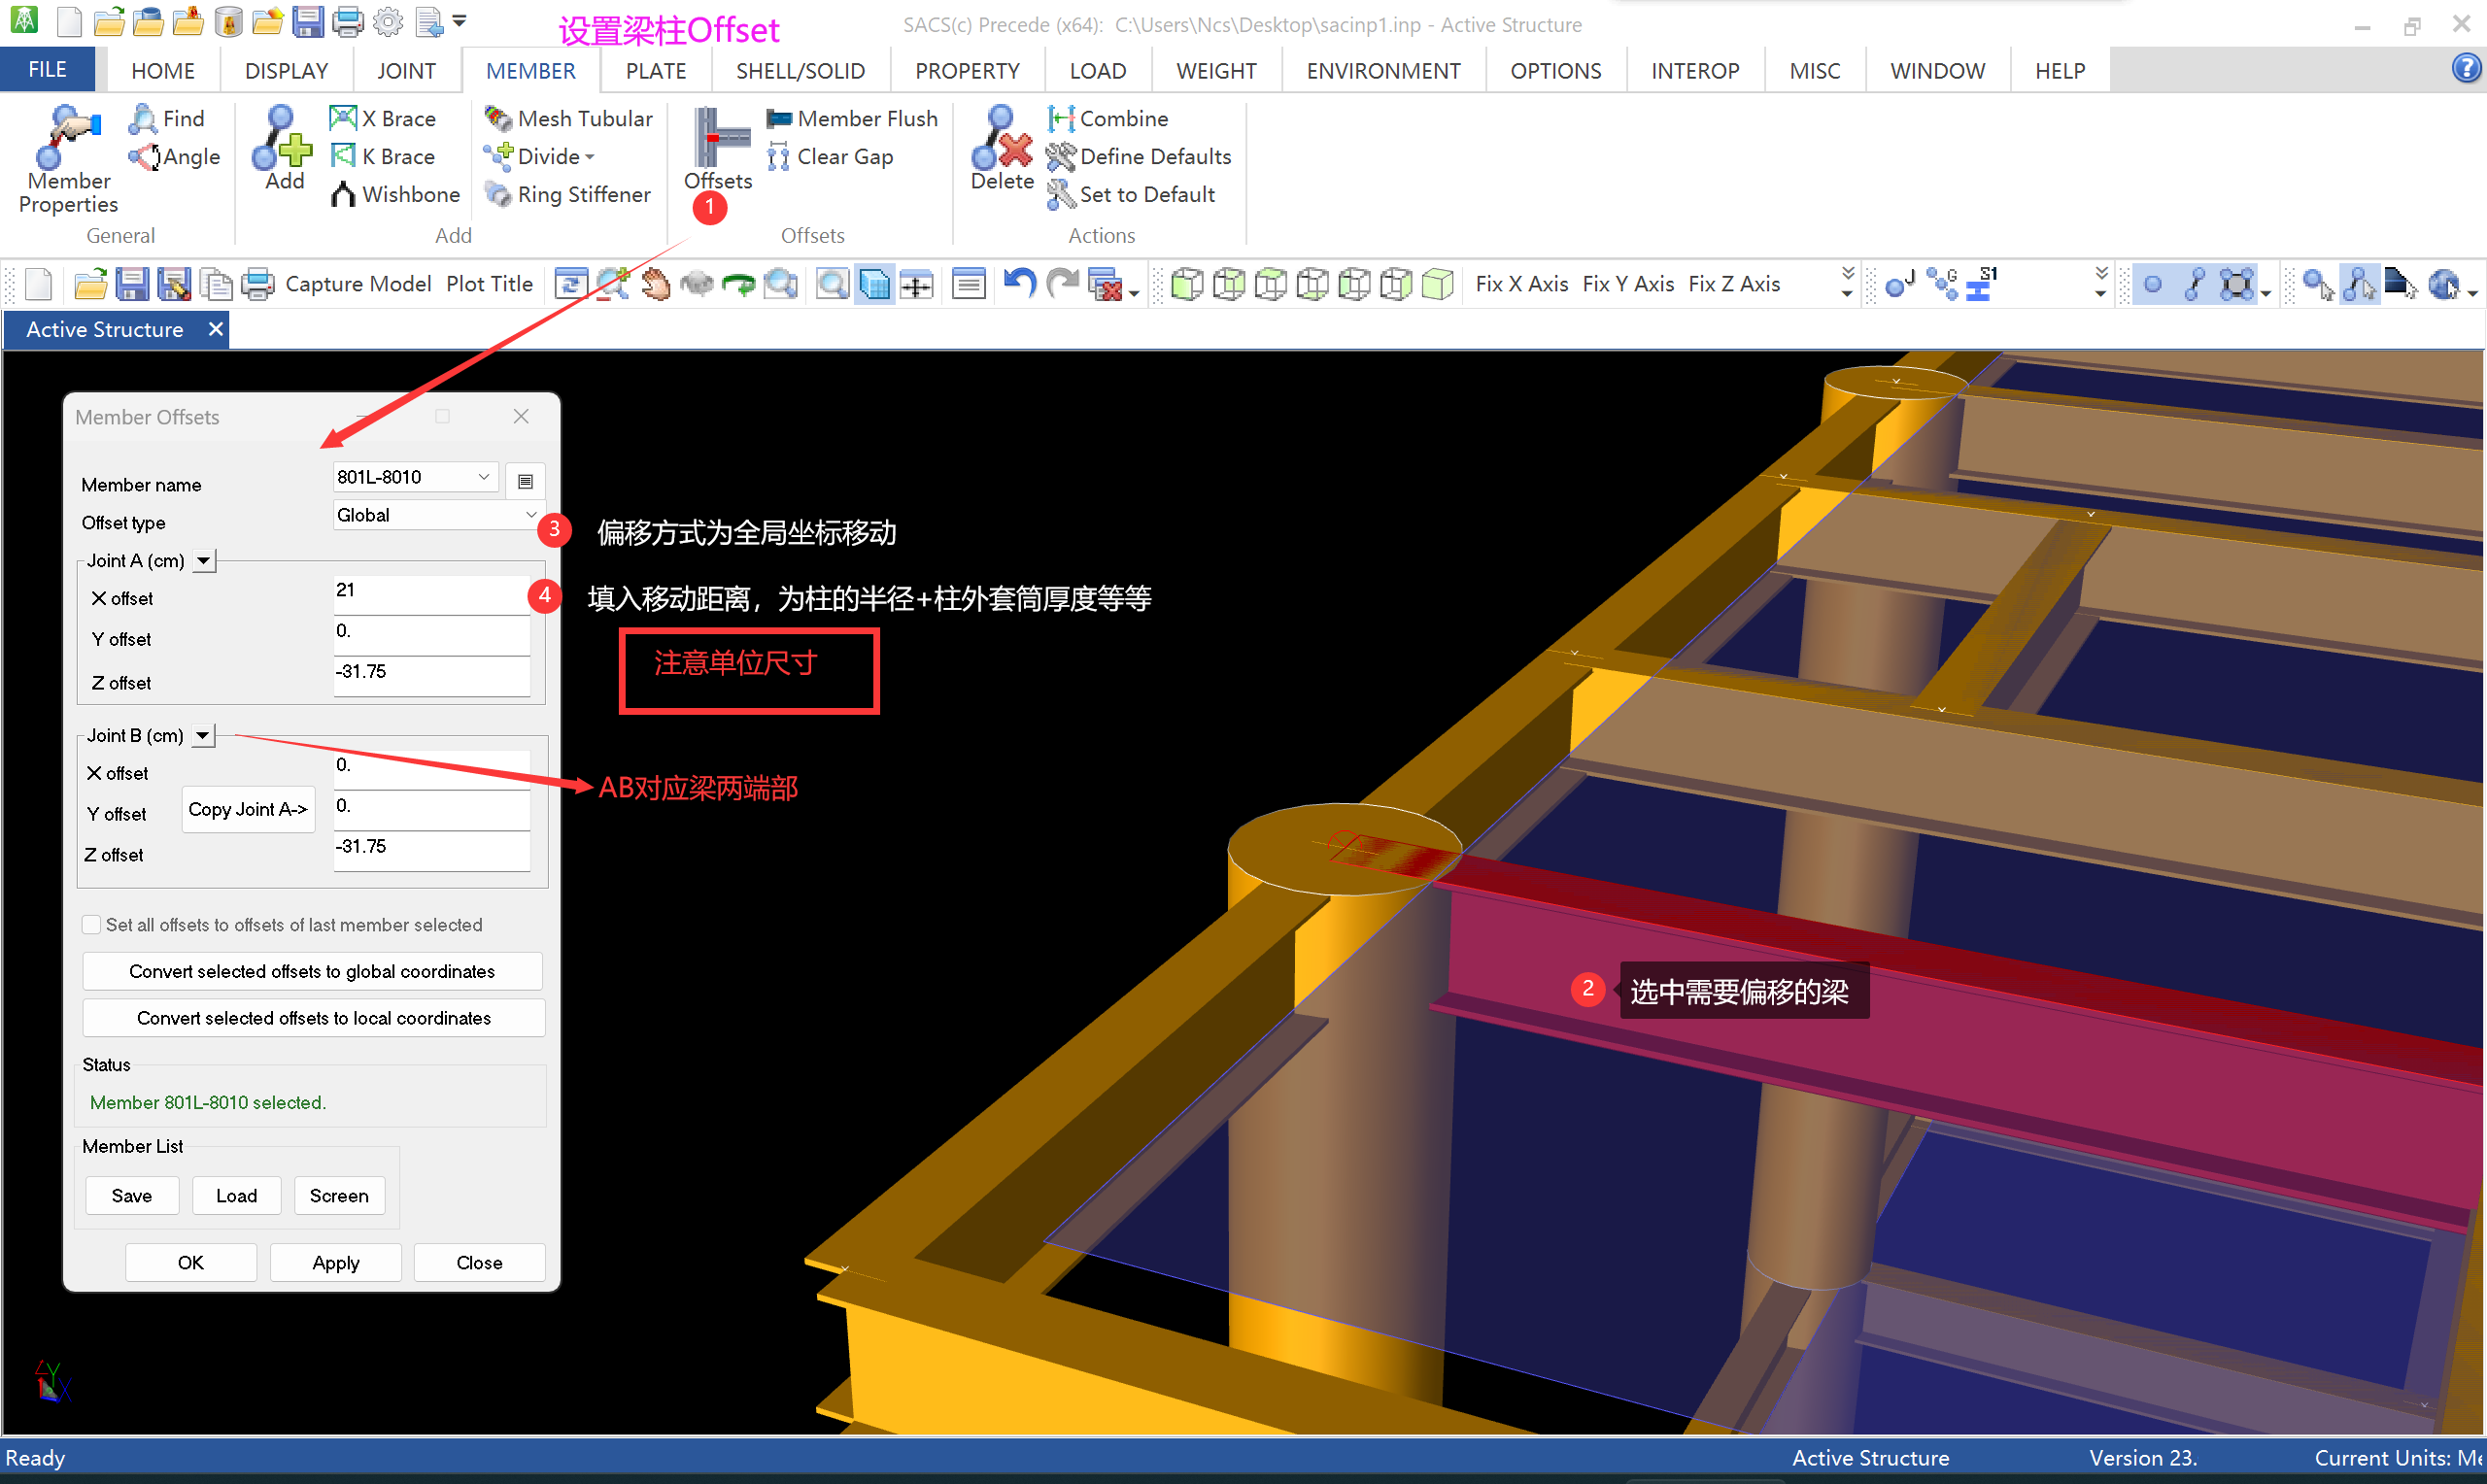 设置梁柱Offset
SACS(c) Precede (x64): C:\Users\Ncs\Desktop\sacinp1.inp - Active Structure
FILE HOME DISPLAY JOINT MEMBER PLATE SHELL/SOLID PROPERTY LOAD WEIGHT ENVIRONMENT OPTIONS INTEROP MISC WINDOW HELP
Member Properties
Find
Angle
General
Add
X Brace
K Brace
Wishbone
Mesh Tubular
Divide
Ring Stiffener
Add
Offsets
1
Member Flush
Clear Gap
Offsets
Delete
Combine
Define Defaults
Set to Default
Actions
Capture Model Plot Title Fix X Axis Fix Y Axis Fix Z Axis J G S1
Active Structure
Member Offsets
Member name 801L-8010
Offset type Global
3 偏移方式为全局坐标移动
Joint A (cm)
X offset 21
4 填入移动距离，为柱的半径+柱外套筒厚度等等
Y offset 0.
注意单位尺寸
Z offset -31.75
Joint B (cm)
X offset 0.
AB对应梁两端部
Y offset Copy Joint A-> 0.
Z offset -31.75
Set all offsets to offsets of last member selected
Convert selected offsets to global coordinates
2 选中需要偏移的梁
Convert selected offsets to local coordinates
Status
Member 801L-8010 selected.
Member List
Save Load Screen
OK Apply Close
Z Y X
Ready Active Structure Version 23. Current Units: Me